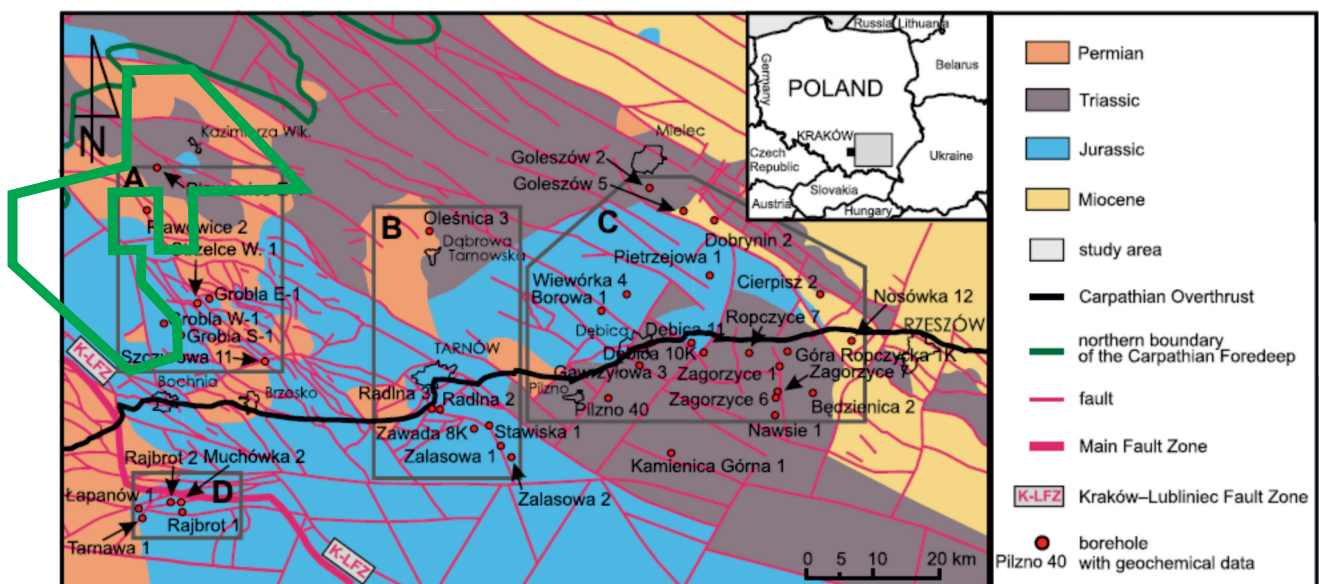 Russia
Lithuania
Germany
Belarus
POLAND
KRAKÓW
Czech
Republic
Ukraine
Slovakia
Austria
Hungary
N
Kazimierza Wlk.
A
2
Strzelce W. 1
Grobla E-1
Grobla W-1
Grobla S-1
11
K-LFZ
Bochnia
Brzesko
B
Oleśnica 3
Dąbrowa
Tarnowska
TARNÓW
Radlna 3
Radlna 2
Zawada 8K
Stawiska 1
Zalasowa 1
Zalasowa 2
C
Mielec
Goleszów 2
Goleszów 5
Dobrynin 2
Pietrzejowa 1
Wiewórka 4
Borowa 1
Cierpisz 2
Nosówka 12
RZESZÓW
Ropczyce 7
Dębica
Dębica 11
Dębica 10K
Góra Ropczycka 1K
Gawrzyłowa 3
Zagorzyce 1
Zagorzyce 7
Pilzno
Pilzno 40
Zagorzyce 6
Będzienica 2
Nawsie 1
Kamienica Górna 1
Rajbrot 2
Muchówka 2
Łapanów 1
D
Rajbrot 1
Tarnawa 1
K-LFZ
0 5 10 20 km
Permian
Triassic
Jurassic
Miocene
study area
Carpathian Overthrust
northern boundary
of the Carpathian Foredeep
fault
Main Fault Zone
K-LFZ Kraków–Lubliniec Fault Zone
borehole
Pilzno 40 with geochemical data